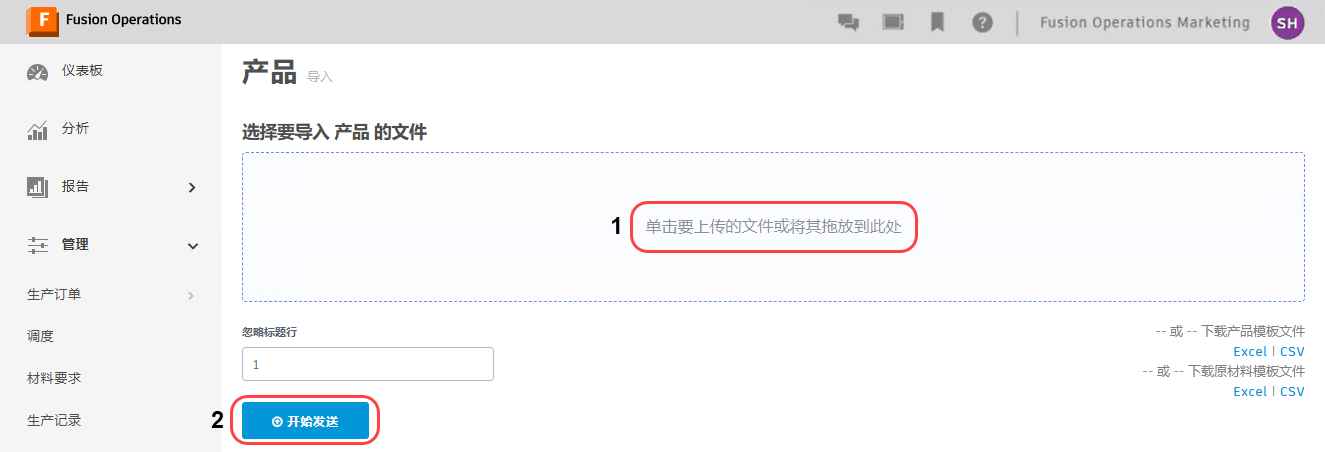 Fusion Operations
Fusion Operations Marketing
SH
仪表板
分析
报告
管理
生产订单
调度
材料要求
生产记录
产品 导入
选择要导入 产品 的文件
1
单击要上传的文件或将其拖放到此处
忽略标题行
1
-- 或 -- 下载产品模板文件
Excel | CSV
-- 或 -- 下载原材料模板文件
Excel | CSV
2
开始发送